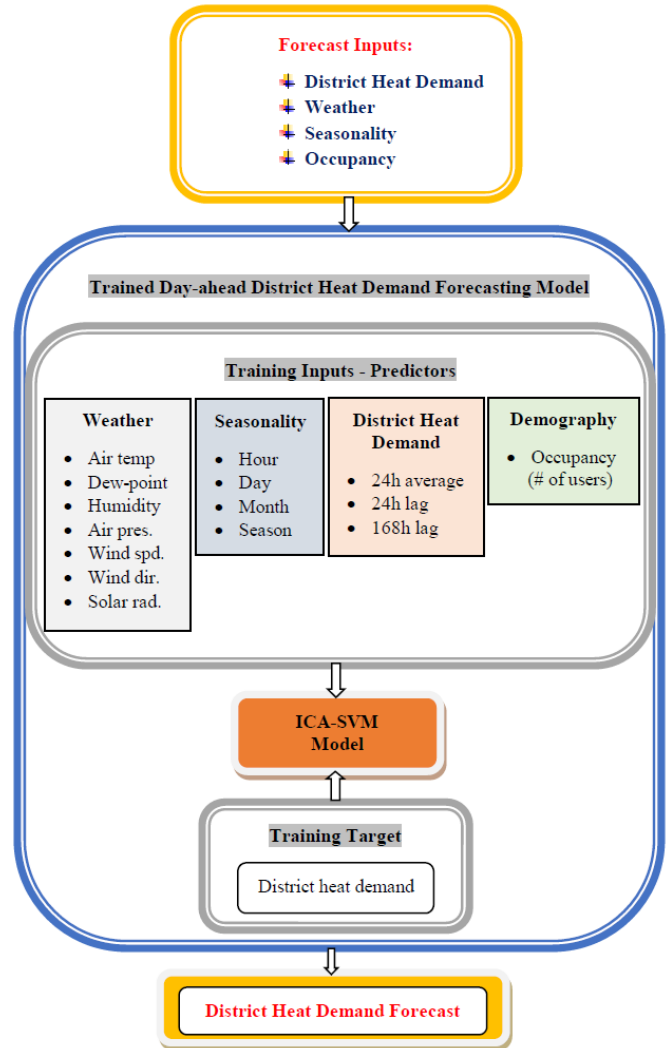 Forecast Inputs:
District Heat Demand
Weather
Seasonality
Occupancy
Trained Day-ahead District Heat Demand Forecasting Model
Training Inputs - Predictors
Weather
• Air temp
• Dew-point
• Humidity
• Air pres.
• Wind spd.
• Wind dir.
• Solar rad.
Seasonality
• Hour
• Day
• Month
• Season
District Heat
Demand
• 24h average
• 24h lag
• 168h lag
Demography
• Occupancy
(# of users)
ICA-SVM
Model
Training Target
District heat demand
District Heat Demand Forecast